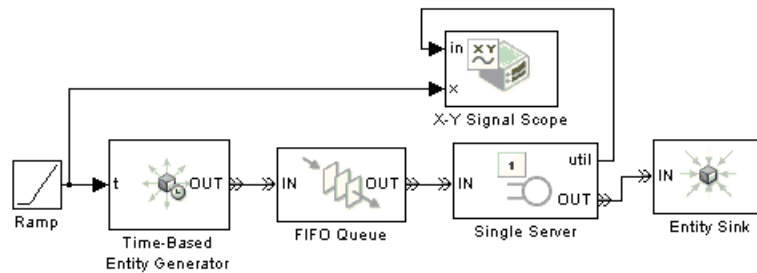 in
XY
x
X-Y Signal Scope
t
OUT
IN
OUT
IN
1
util
OUT
IN
Ramp
Time-Based
Entity Generator
FIFO Queue
Single Server
Entity Sink